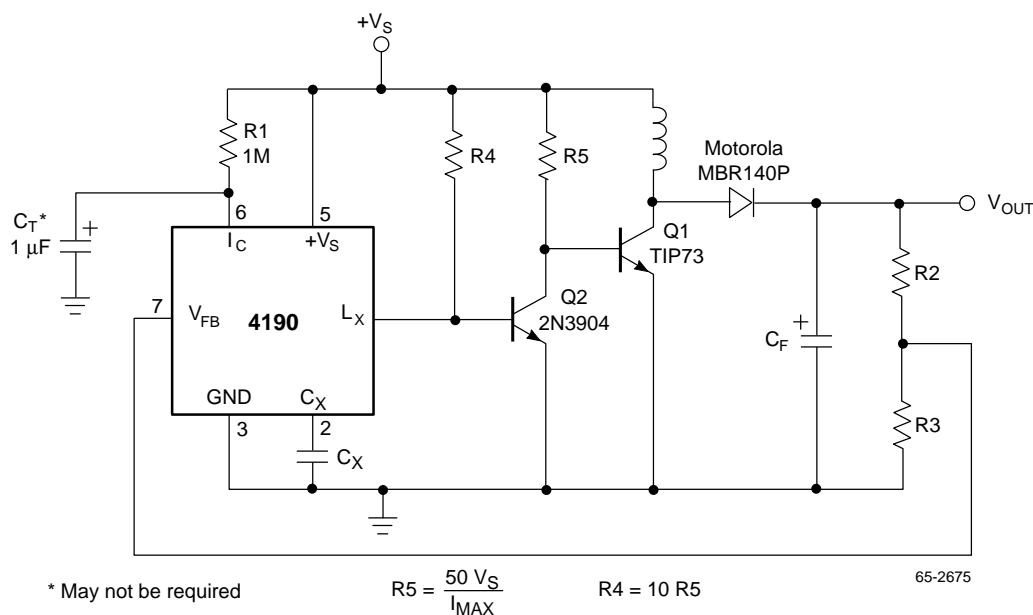 +VS
R1
1M
R4
R5
Motorola
MBR140P
VOUT
CT*
1 µF
6
5
IC
+VS
Q1
TIP73
R2
7
VFB
4190
LX
Q2
2N3904
CF
GND
CX
3
2
R3
CX
* May not be required
R5 = 50 VS / IMAX
R4 = 10 R5
65-2675